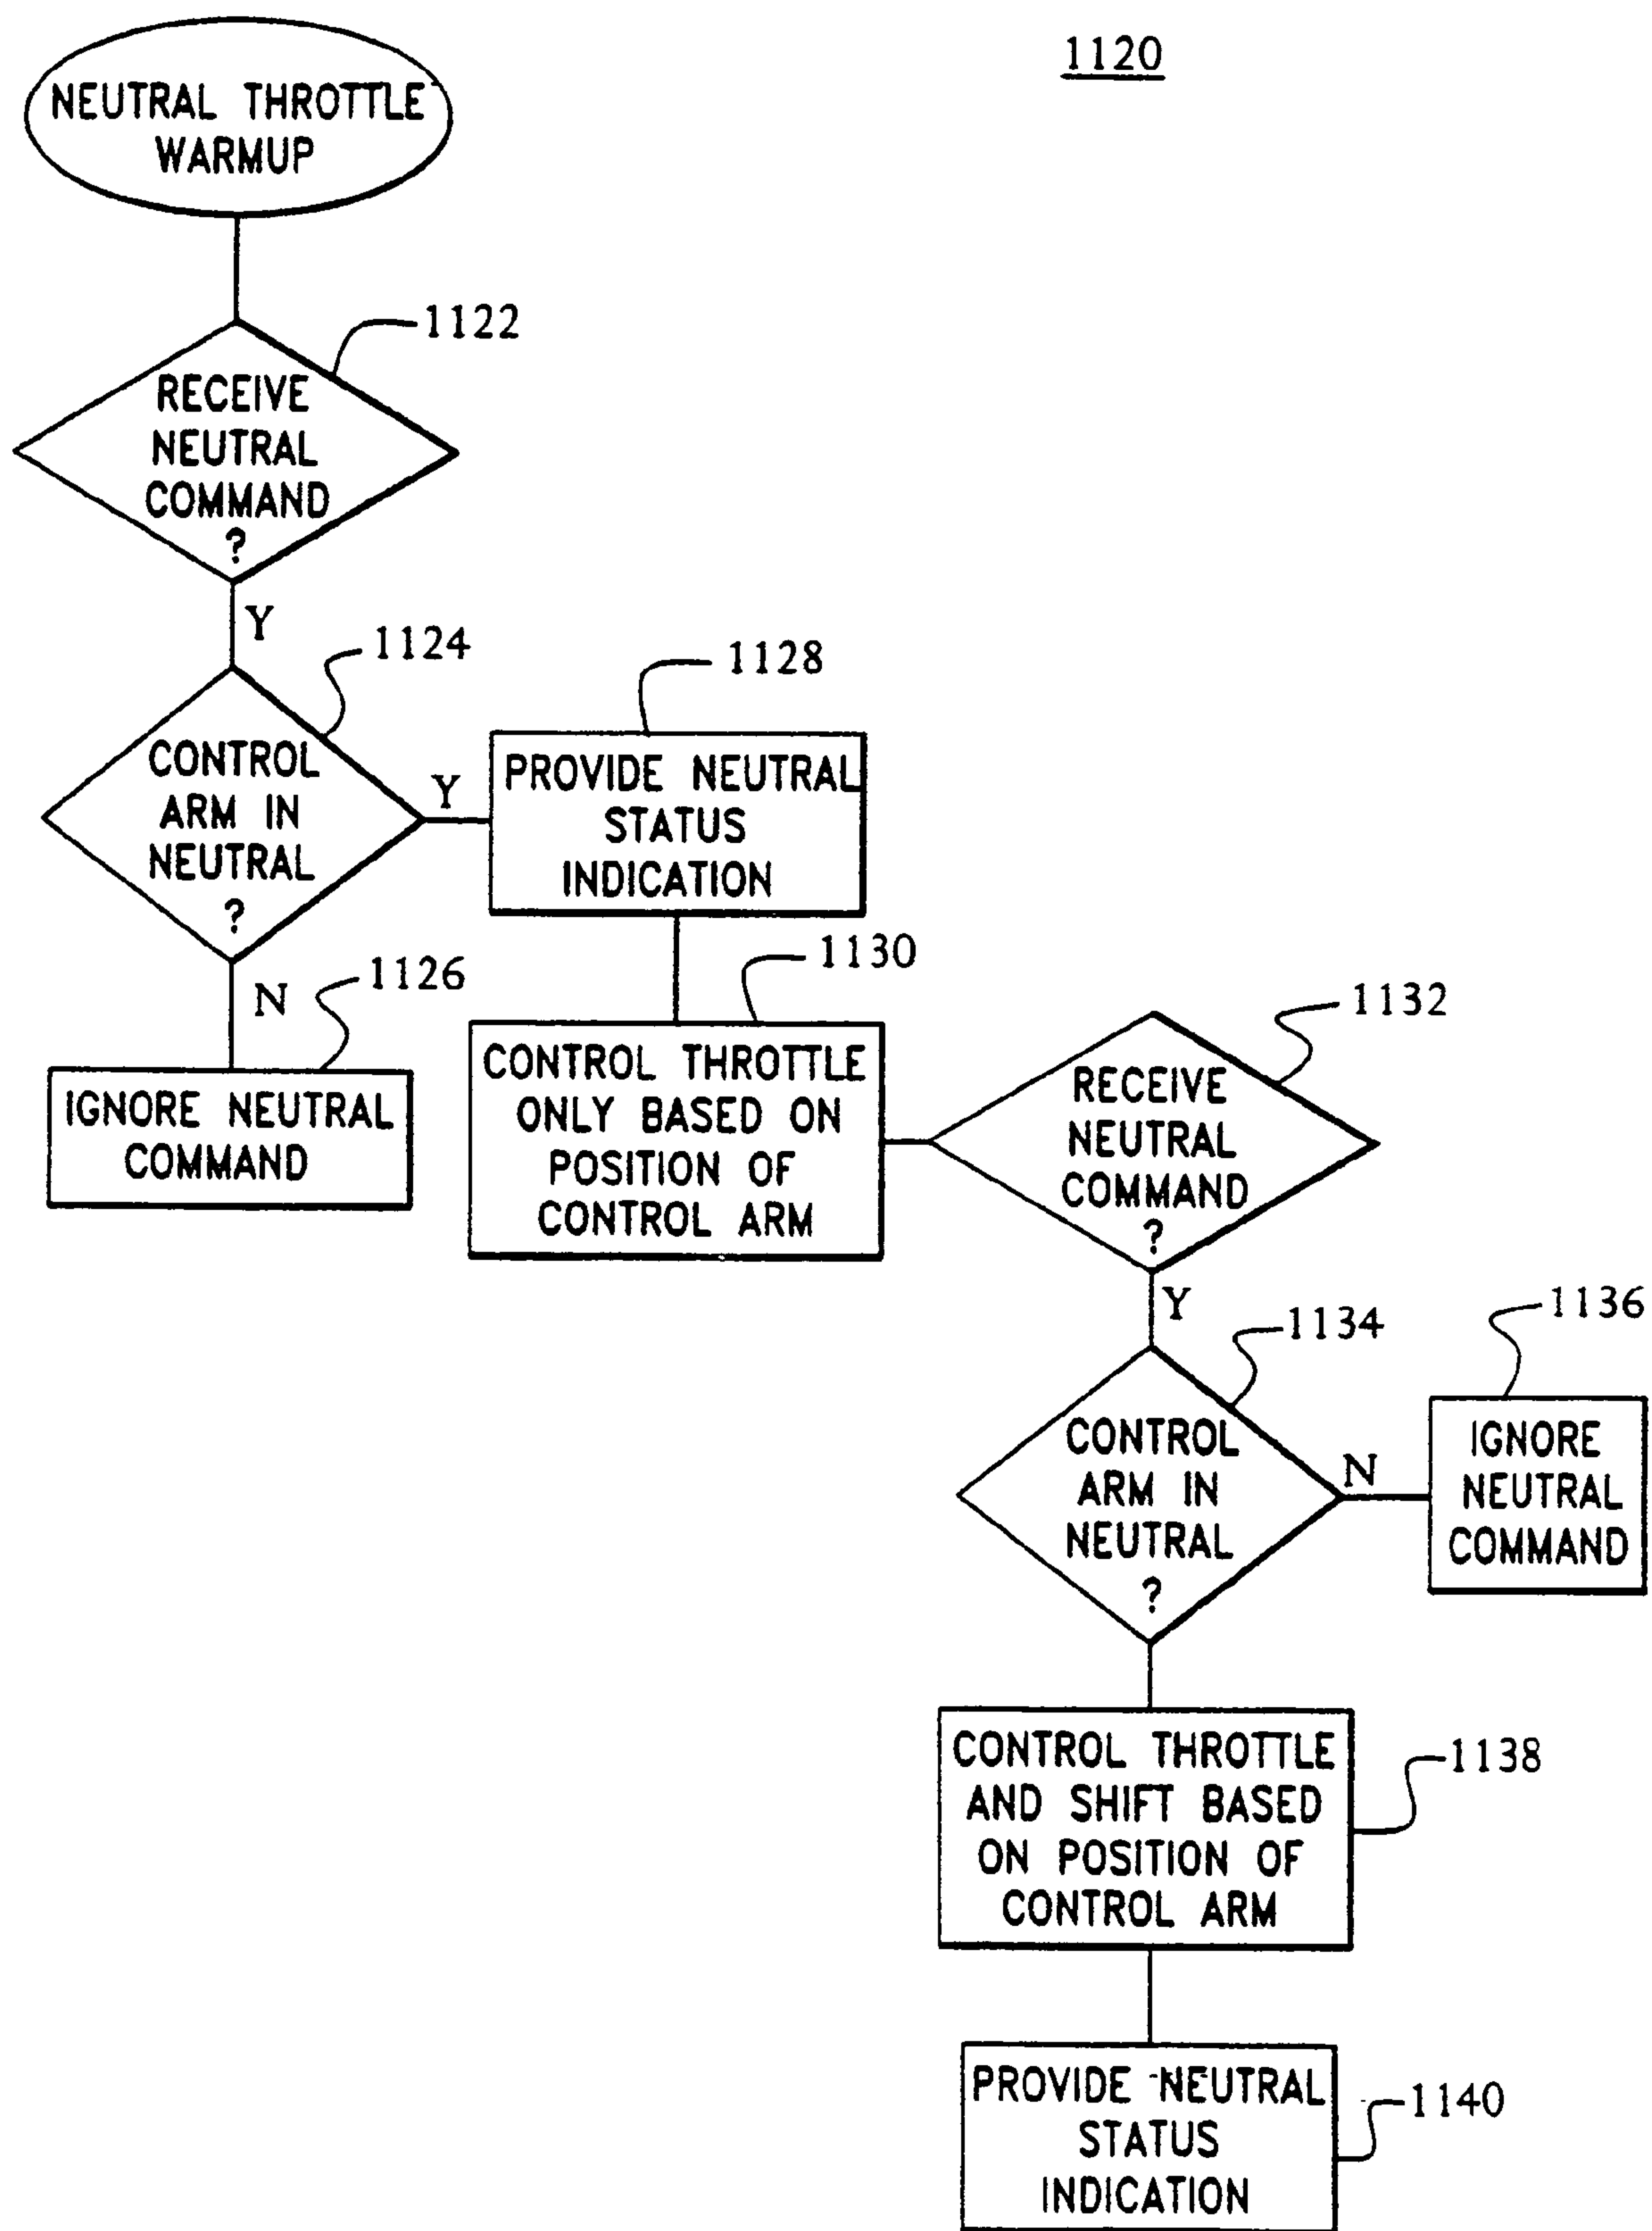 1120
NEUTRAL THROTTLE
WARMUP
1122
RECEIVE
NEUTRAL
COMMAND
?
Y
1124
CONTROL
ARM IN
NEUTRAL
?
Y
1128
PROVIDE NEUTRAL
STATUS
INDICATION
N
1126
IGNORE NEUTRAL
COMMAND
1130
CONTROL THROTTLE
ONLY BASED ON
POSITION OF
CONTROL ARM
1132
RECEIVE
NEUTRAL
COMMAND
?
Y
1134
CONTROL
ARM IN
NEUTRAL
?
N
1136
IGNORE
NEUTRAL
COMMAND
CONTROL THROTTLE
AND SHIFT BASED
ON POSITION OF
CONTROL ARM
1138
PROVIDE NEUTRAL
STATUS
INDICATION
1140